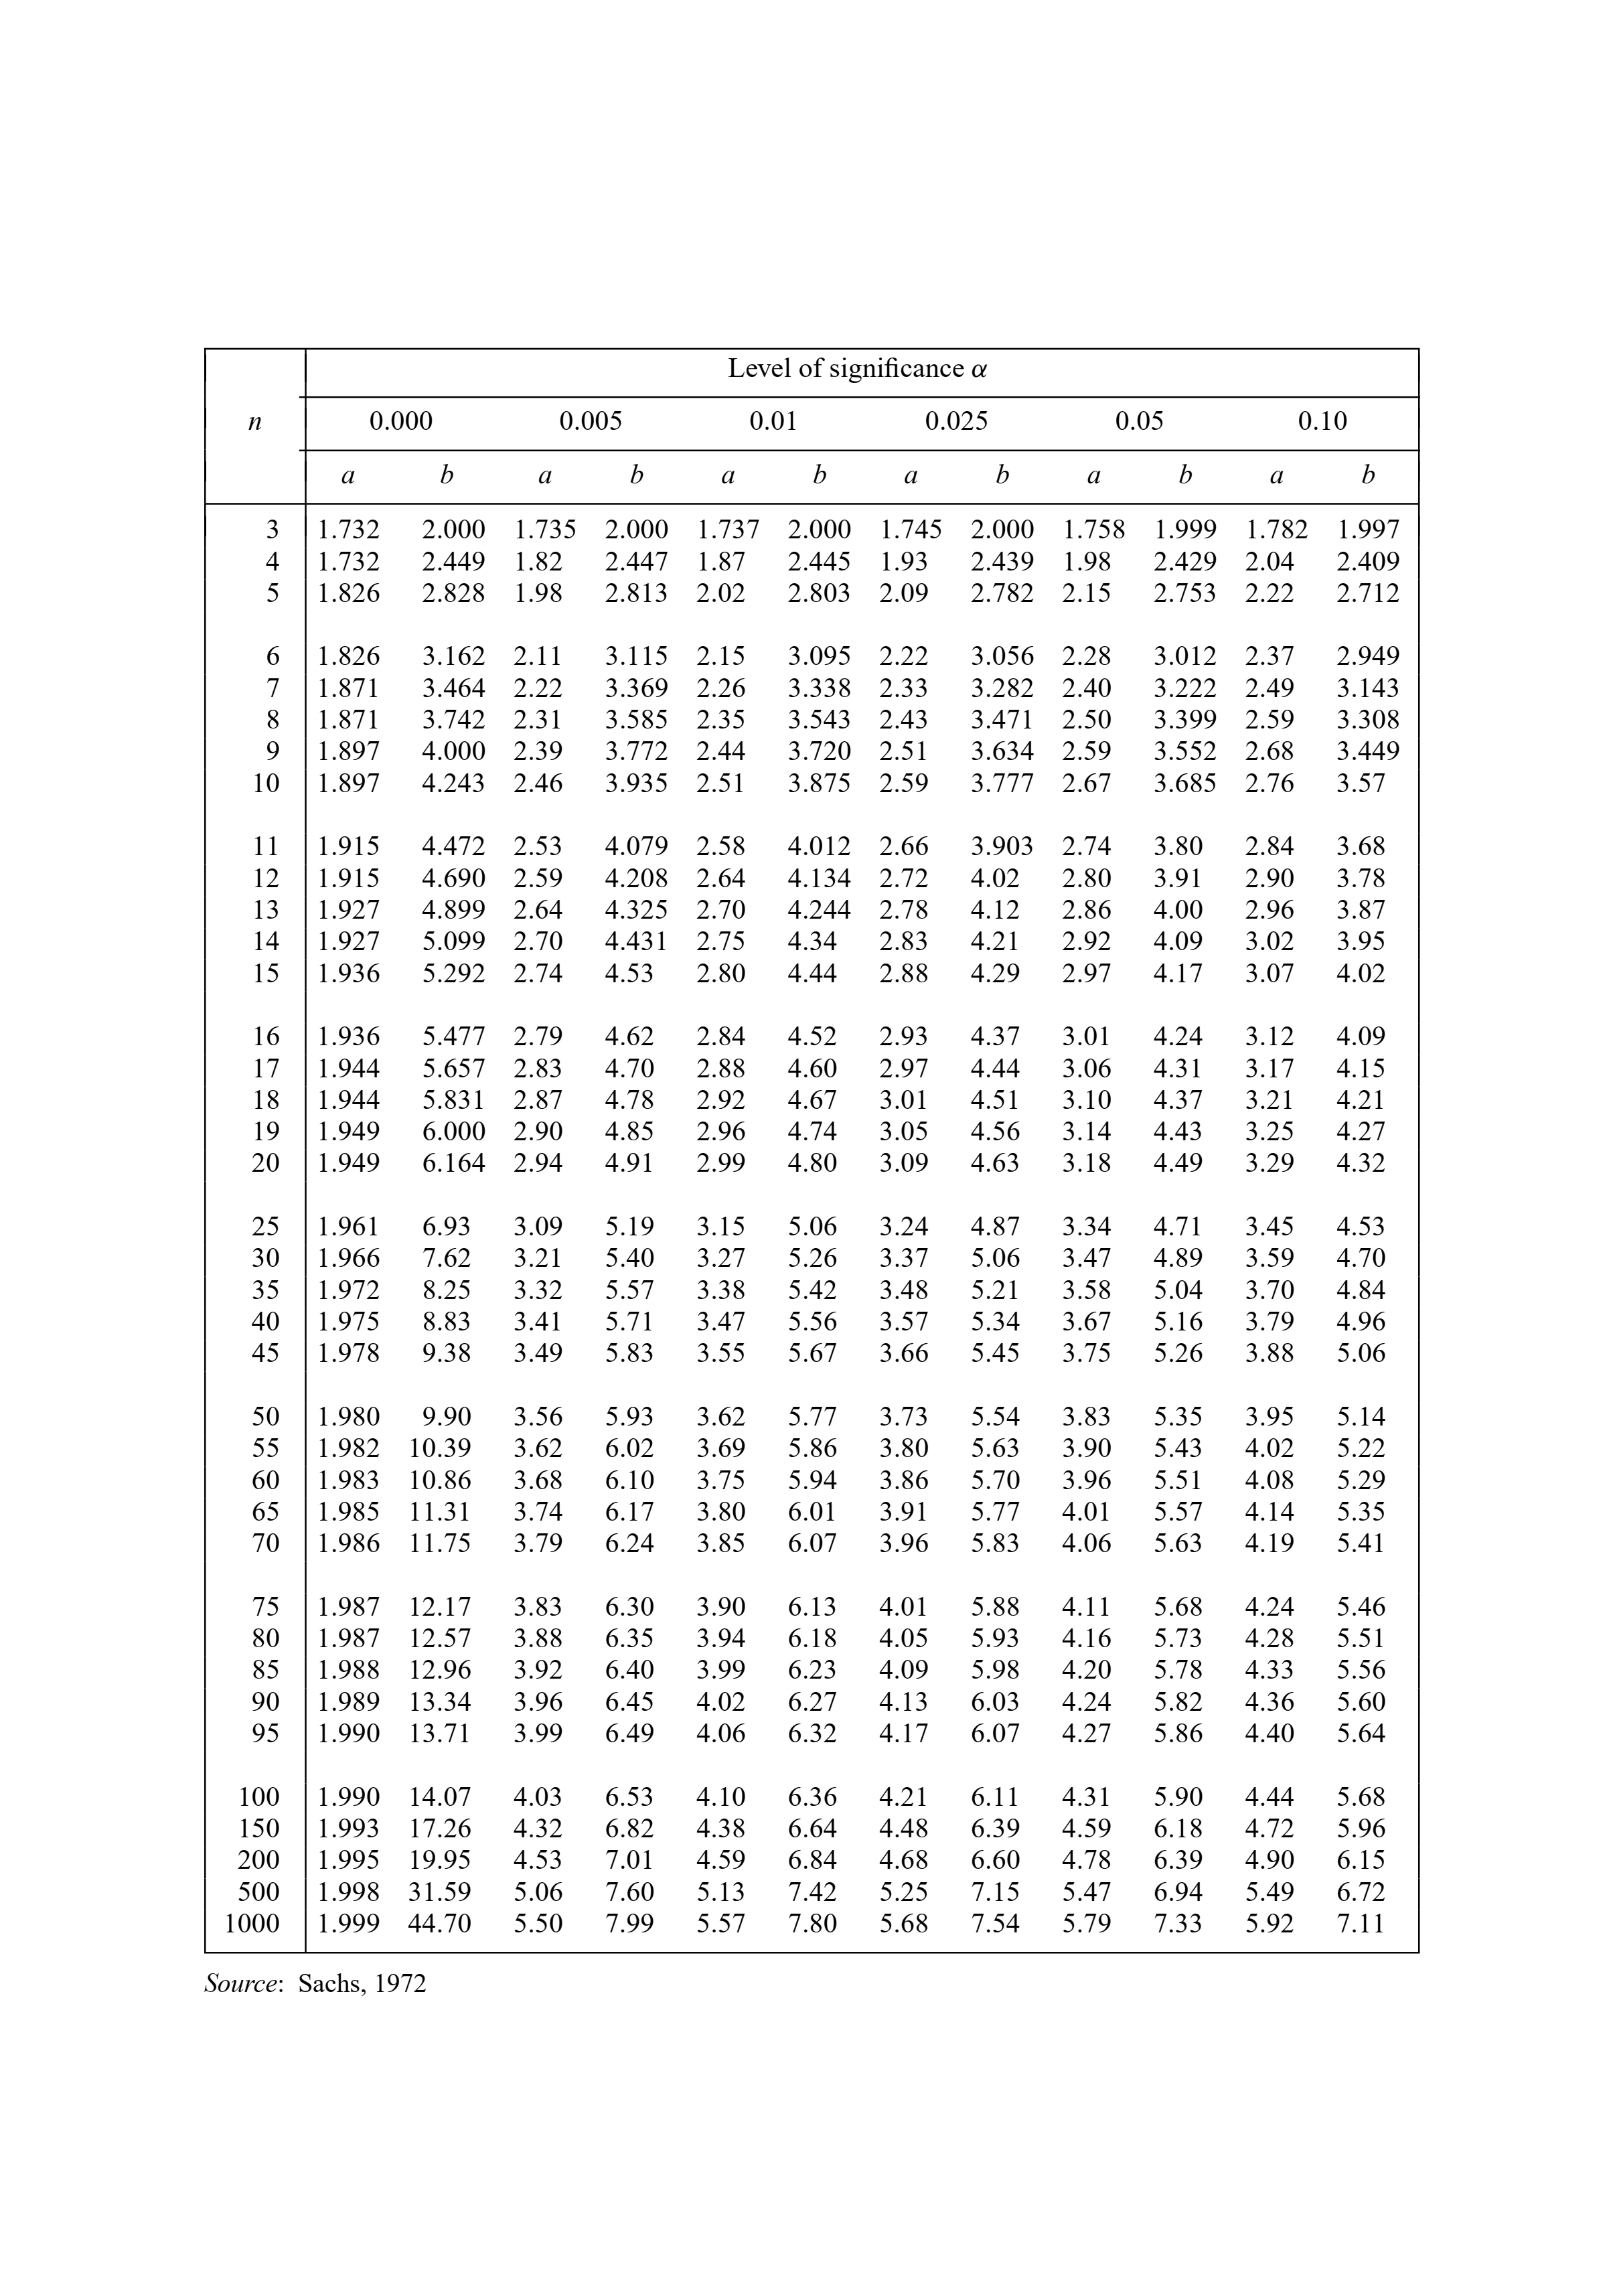 Level of significance α
n 0.000 0.005 0.01 0.025 0.05 0.10
a b a b a b a b a b a b
3 1.732 2.000 1.735 2.000 1.737 2.000 1.745 2.000 1.758 1.999 1.782 1.997
4 1.732 2.449 1.82 2.447 1.87 2.445 1.93 2.439 1.98 2.429 2.04 2.409
5 1.826 2.828 1.98 2.813 2.02 2.803 2.09 2.782 2.15 2.753 2.22 2.712
6 1.826 3.162 2.11 3.115 2.15 3.095 2.22 3.056 2.28 3.012 2.37 2.949
7 1.871 3.464 2.22 3.369 2.26 3.338 2.33 3.282 2.40 3.222 2.49 3.143
8 1.871 3.742 2.31 3.585 2.35 3.543 2.43 3.471 2.50 3.399 2.59 3.308
9 1.897 4.000 2.39 3.772 2.44 3.720 2.51 3.634 2.59 3.552 2.68 3.449
10 1.897 4.243 2.46 3.935 2.51 3.875 2.59 3.777 2.67 3.685 2.76 3.57
11 1.915 4.472 2.53 4.079 2.58 4.012 2.66 3.903 2.74 3.80 2.84 3.68
12 1.915 4.690 2.59 4.208 2.64 4.134 2.72 4.02 2.80 3.91 2.90 3.78
13 1.927 4.899 2.64 4.325 2.70 4.244 2.78 4.12 2.86 4.00 2.96 3.87
14 1.927 5.099 2.70 4.431 2.75 4.34 2.83 4.21 2.92 4.09 3.02 3.95
15 1.936 5.292 2.74 4.53 2.80 4.44 2.88 4.29 2.97 4.17 3.07 4.02
16 1.936 5.477 2.79 4.62 2.84 4.52 2.93 4.37 3.01 4.24 3.12 4.09
17 1.944 5.657 2.83 4.70 2.88 4.60 2.97 4.44 3.06 4.31 3.17 4.15
18 1.944 5.831 2.87 4.78 2.92 4.67 3.01 4.51 3.10 4.37 3.21 4.21
19 1.949 6.000 2.90 4.85 2.96 4.74 3.05 4.56 3.14 4.43 3.25 4.27
20 1.949 6.164 2.94 4.91 2.99 4.80 3.09 4.63 3.18 4.49 3.29 4.32
25 1.961 6.93 3.09 5.19 3.15 5.06 3.24 4.87 3.34 4.71 3.45 4.53
30 1.966 7.62 3.21 5.40 3.27 5.26 3.37 5.06 3.47 4.89 3.59 4.70
35 1.972 8.25 3.32 5.57 3.38 5.42 3.48 5.21 3.58 5.04 3.70 4.84
40 1.975 8.83 3.41 5.71 3.47 5.56 3.57 5.34 3.67 5.16 3.79 4.96
45 1.978 9.38 3.49 5.83 3.55 5.67 3.66 5.45 3.75 5.26 3.88 5.06
50 1.980 9.90 3.56 5.93 3.62 5.77 3.73 5.54 3.83 5.35 3.95 5.14
55 1.982 10.39 3.62 6.02 3.69 5.86 3.80 5.63 3.90 5.43 4.02 5.22
60 1.983 10.86 3.68 6.10 3.75 5.94 3.86 5.70 3.96 5.51 4.08 5.29
65 1.985 11.31 3.74 6.17 3.80 6.01 3.91 5.77 4.01 5.57 4.14 5.35
70 1.986 11.75 3.79 6.24 3.85 6.07 3.96 5.83 4.06 5.63 4.19 5.41
75 1.987 12.17 3.83 6.30 3.90 6.13 4.01 5.88 4.11 5.68 4.24 5.46
80 1.987 12.57 3.88 6.35 3.94 6.18 4.05 5.93 4.16 5.73 4.28 5.51
85 1.988 12.96 3.92 6.40 3.99 6.23 4.09 5.98 4.20 5.78 4.33 5.56
90 1.989 13.34 3.96 6.45 4.02 6.27 4.13 6.03 4.24 5.82 4.36 5.60
95 1.990 13.71 3.99 6.49 4.06 6.32 4.17 6.07 4.27 5.86 4.40 5.64
100 1.990 14.07 4.03 6.53 4.10 6.36 4.21 6.11 4.31 5.90 4.44 5.68
150 1.993 17.26 4.32 6.82 4.38 6.64 4.48 6.39 4.59 6.18 4.72 5.96
200 1.995 19.95 4.53 7.01 4.59 6.84 4.68 6.60 4.78 6.39 4.90 6.15
500 1.998 31.59 5.06 7.60 5.13 7.42 5.25 7.15 5.47 6.94 5.49 6.72
1000 1.999 44.70 5.50 7.99 5.57 7.80 5.68 7.54 5.79 7.33 5.92 7.11
Source: Sachs, 1972